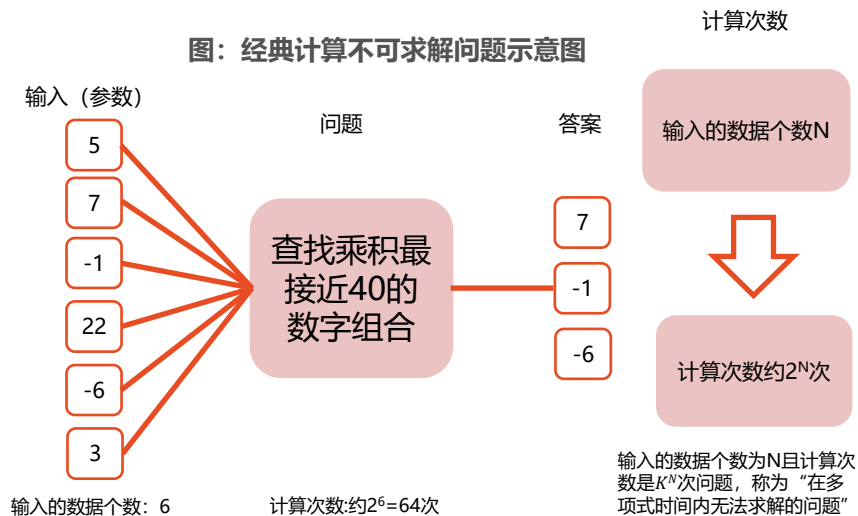 计算次数
图：经典计算不可求解问题示意图
输入（参数）
问题
答案
5
7
-1
22
-6
3
查找乘积最
接近40的
数字组合
7
-1
-6
输入的数据个数N
计算次数约2ᴺ次
输入的数据个数：6
计算次数:约2⁶=64次
输入的数据个数为N且计算次
数是Kᴺ次问题，称为“在多
项式时间内无法求解的问题”